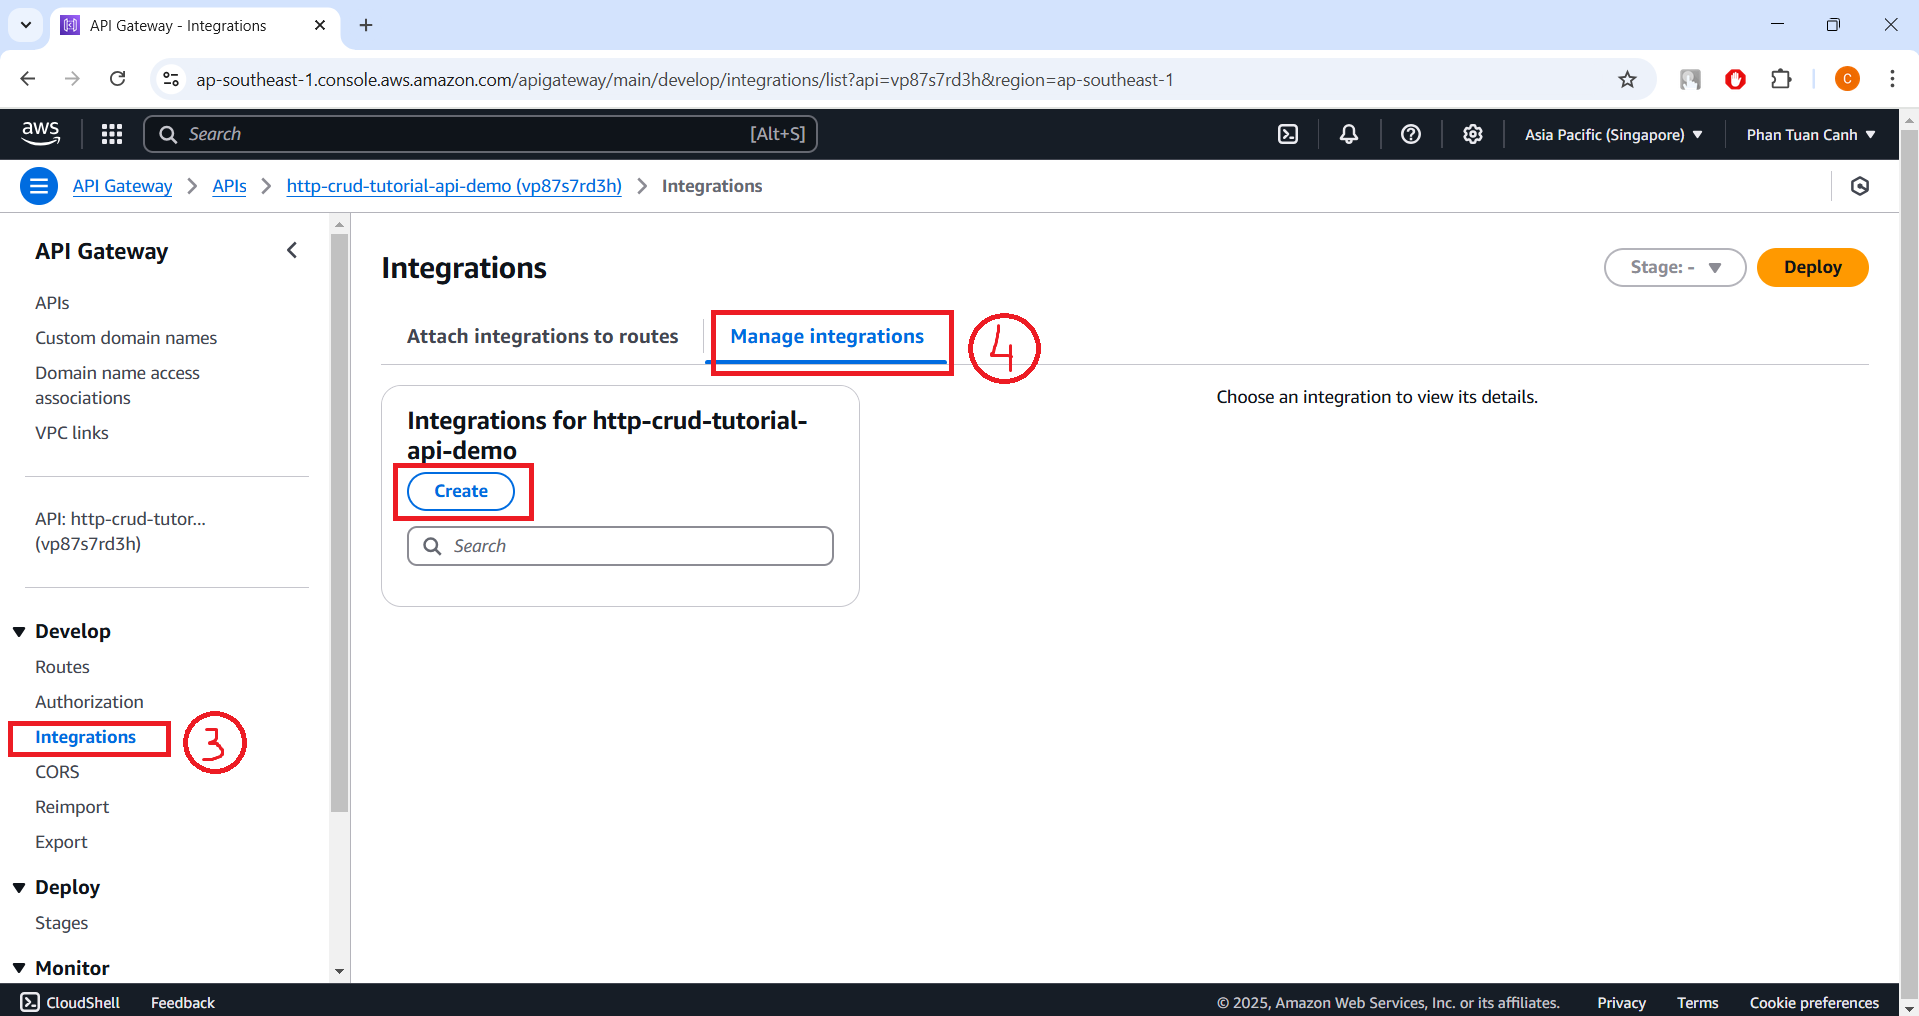 API Gateway - Integrations
ap-southeast-1.console.aws.amazon.com/apigateway/main/develop/integrations/list?api=vp87s7rd3h&region=ap-southeast-1
C
aws
Search
[Alt+S]
Asia Pacific (Singapore)
Phan Tuan Canh
API Gateway
APIs
http-crud-tutorial-api-demo (vp87s7rd3h)
Integrations
API Gateway
APIs
Custom domain names
Domain name access
associations
VPC links
API: http-crud-tutor...
(vp87s7rd3h)
Develop
Routes
Authorization
Integrations
3
CORS
Reimport
Export
Deploy
Stages
Monitor
Integrations
Stage: -
Deploy
Attach integrations to routes
Manage integrations
4
Integrations for http-crud-tutorial-
api-demo
Create
Search
Choose an integration to view its details.
CloudShell
Feedback
© 2025, Amazon Web Services, Inc. or its affiliates.
Privacy
Terms
Cookie preferences